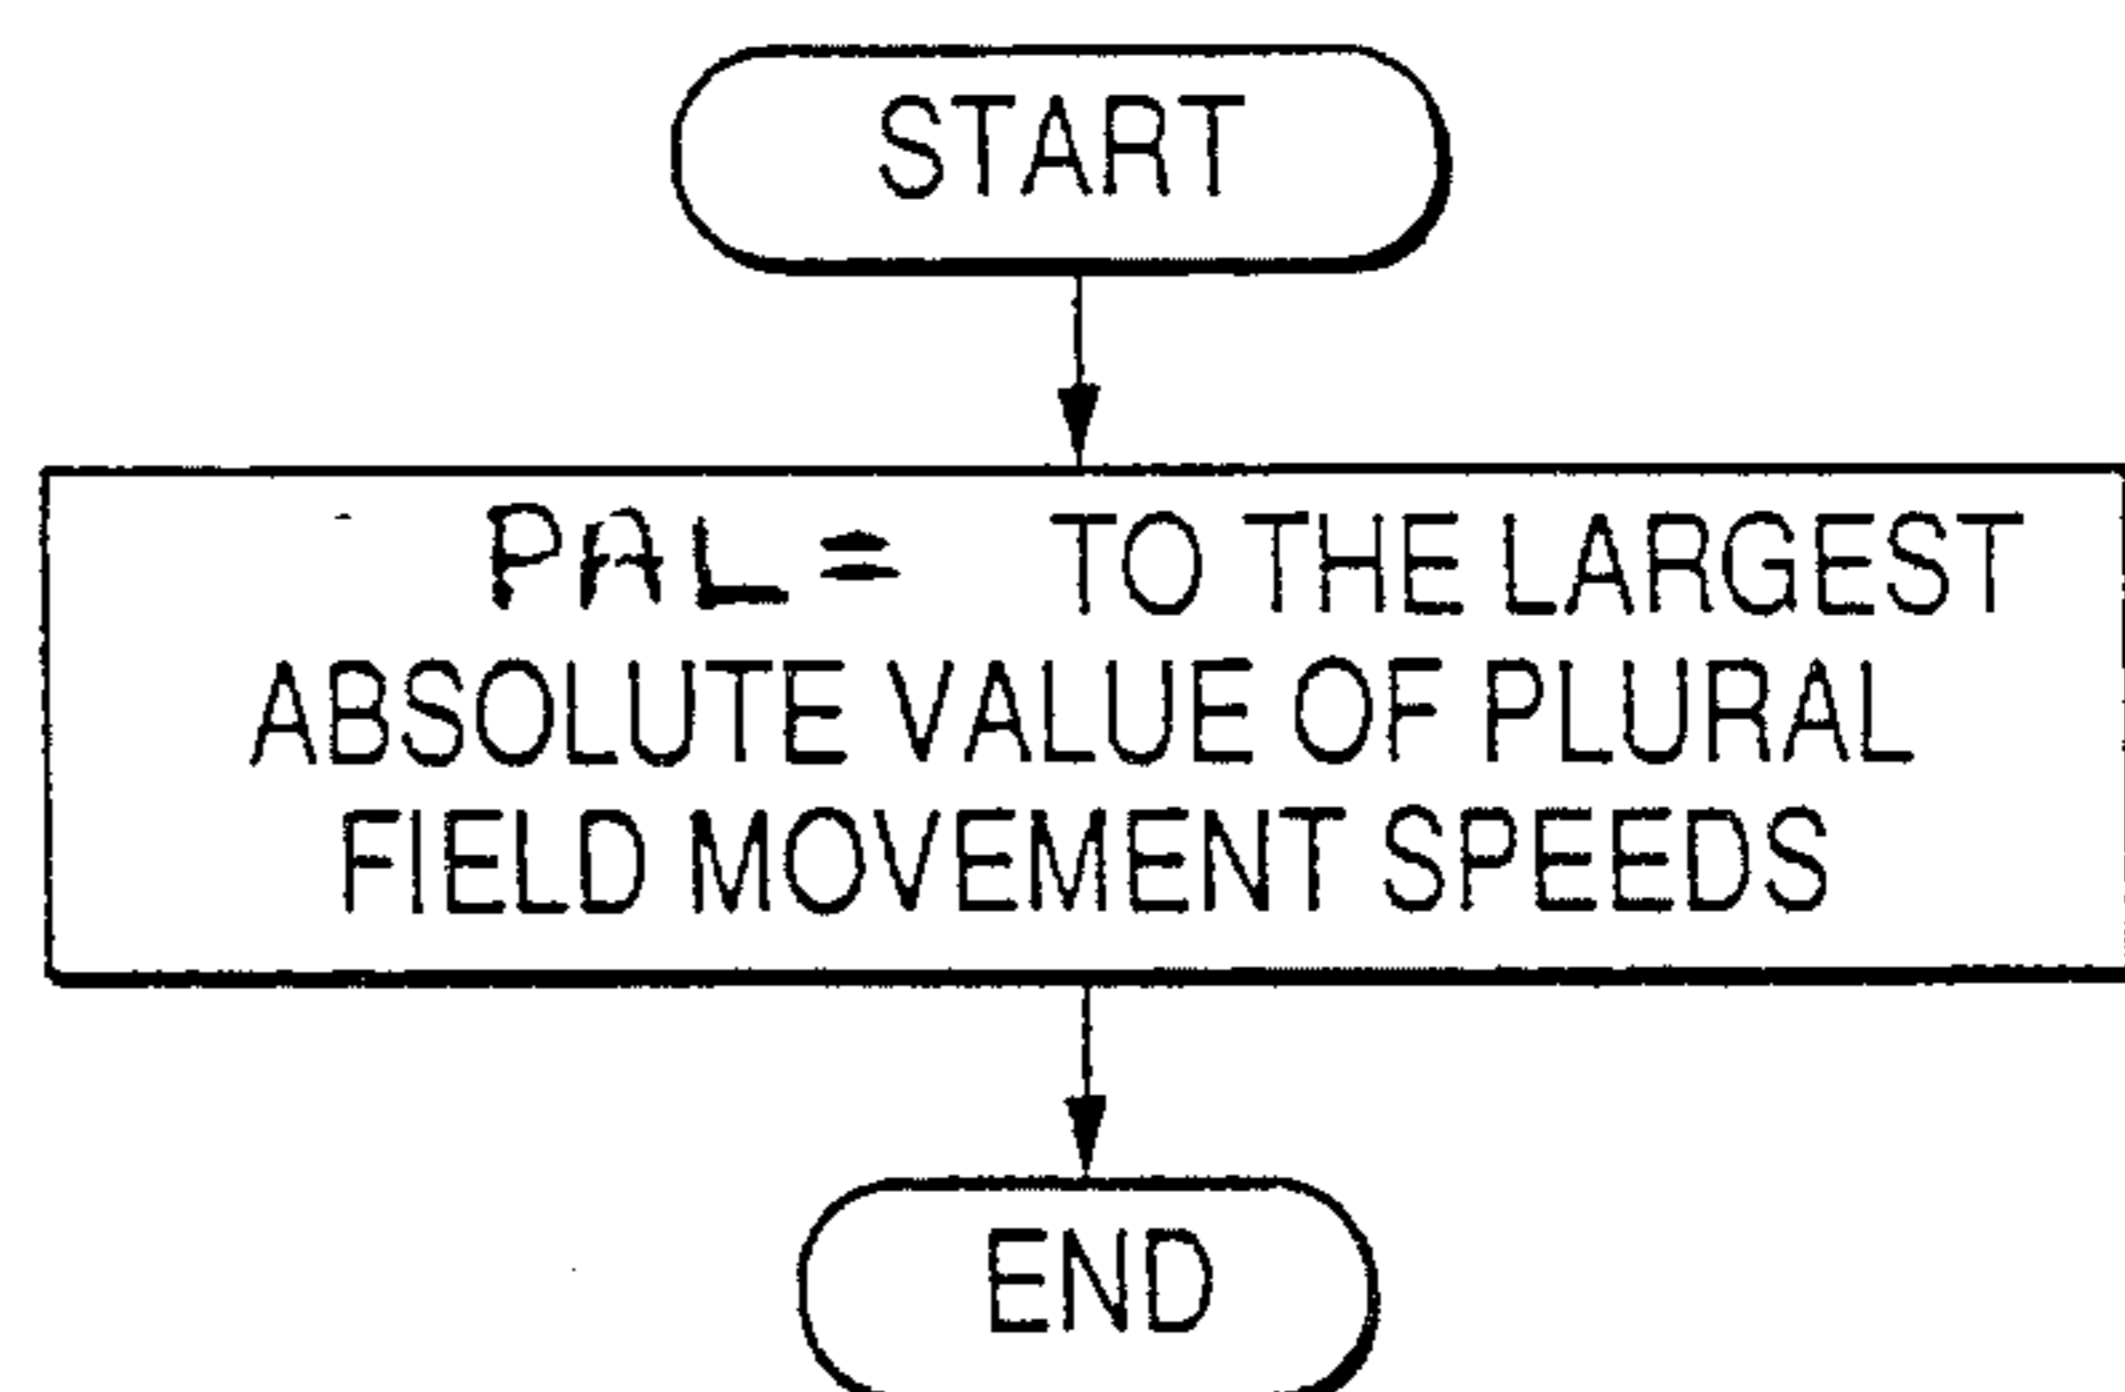 START
PAL= TO THE LARGEST
ABSOLUTE VALUE OF PLURAL
FIELD MOVEMENT SPEEDS
END